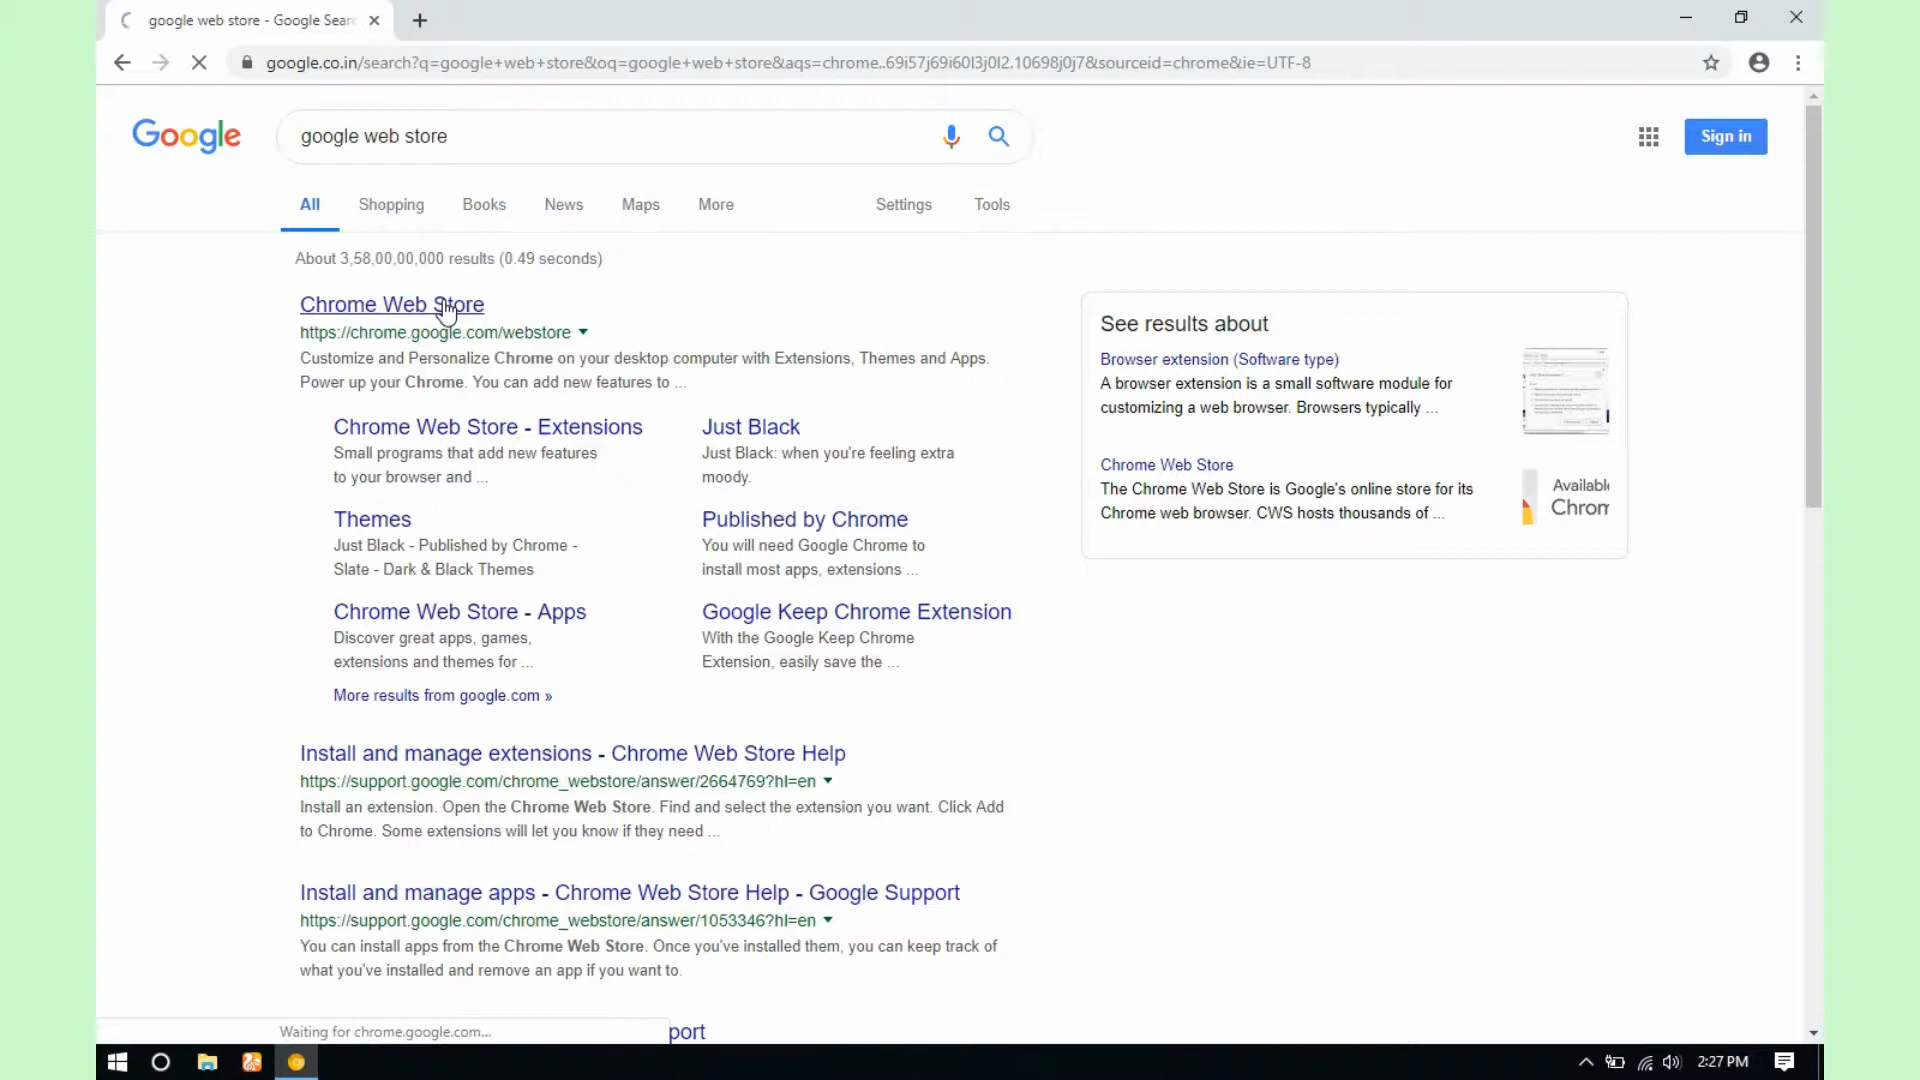 google web store - Google Sear
google.co.in/search?q=google+web+store&oq=google+web+store&aqs=chrome..69i57j69i60l3j0l2.10698j0j7&sourceid=chrome&ie=UTF-8
Google
google web store
Sign in
All Shopping Books News Maps More Settings Tools
About 3,58,00,00,000 results (0.49 seconds)
Chrome Web Store
https://chrome.google.com/webstore
Customize and Personalize Chrome on your desktop computer with Extensions, Themes and Apps.
Power up your Chrome. You can add new features to ...
Chrome Web Store - Extensions
Small programs that add new features
to your browser and ...
Just Black
Just Black: when you're feeling extra
moody.
Themes
Just Black - Published by Chrome -
Slate - Dark & Black Themes
Published by Chrome
You will need Google Chrome to
install most apps, extensions ...
Chrome Web Store - Apps
Discover great apps, games,
extensions and themes for ...
Google Keep Chrome Extension
With the Google Keep Chrome
Extension, easily save the ...
More results from google.com »
Install and manage extensions - Chrome Web Store Help
https://support.google.com/chrome_webstore/answer/2664769?hl=en
Install an extension. Open the Chrome Web Store. Find and select the extension you want. Click Add
to Chrome. Some extensions will let you know if they need ...
Install and manage apps - Chrome Web Store Help - Google Support
https://support.google.com/chrome_webstore/answer/1053346?hl=en
You can install apps from the Chrome Web Store. Once you've installed them, you can keep track of
what you've installed and remove an app if you want to.
port
See results about
Browser extension (Software type)
A browser extension is a small software module for
customizing a web browser. Browsers typically ...
Chrome Web Store
The Chrome Web Store is Google's online store for its
Chrome web browser. CWS hosts thousands of ...
Available
Chrom
Waiting for chrome.google.com...
2:27 PM